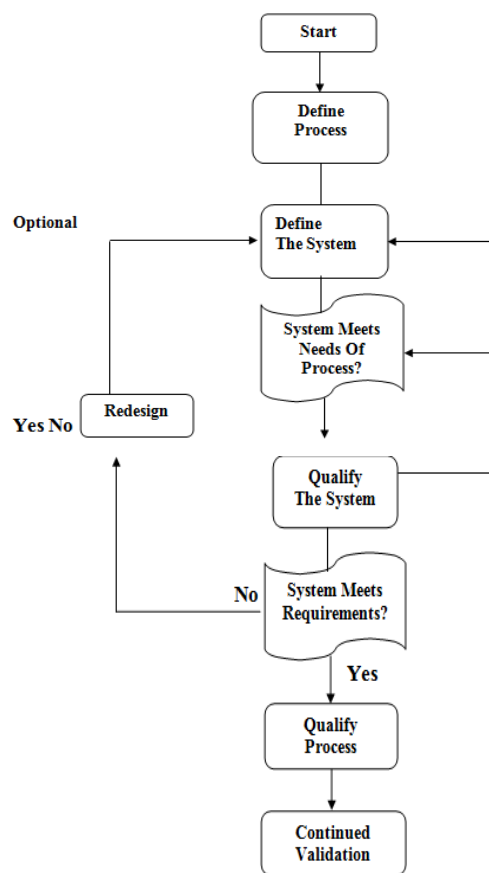 Start
Define
Process
Optional
Define
The System
System Meets
Needs Of
Process?
Redesign
Yes No
Qualify
The System
No
System Meets
Requirements?
Yes
Qualify
Process
Continued
Validation